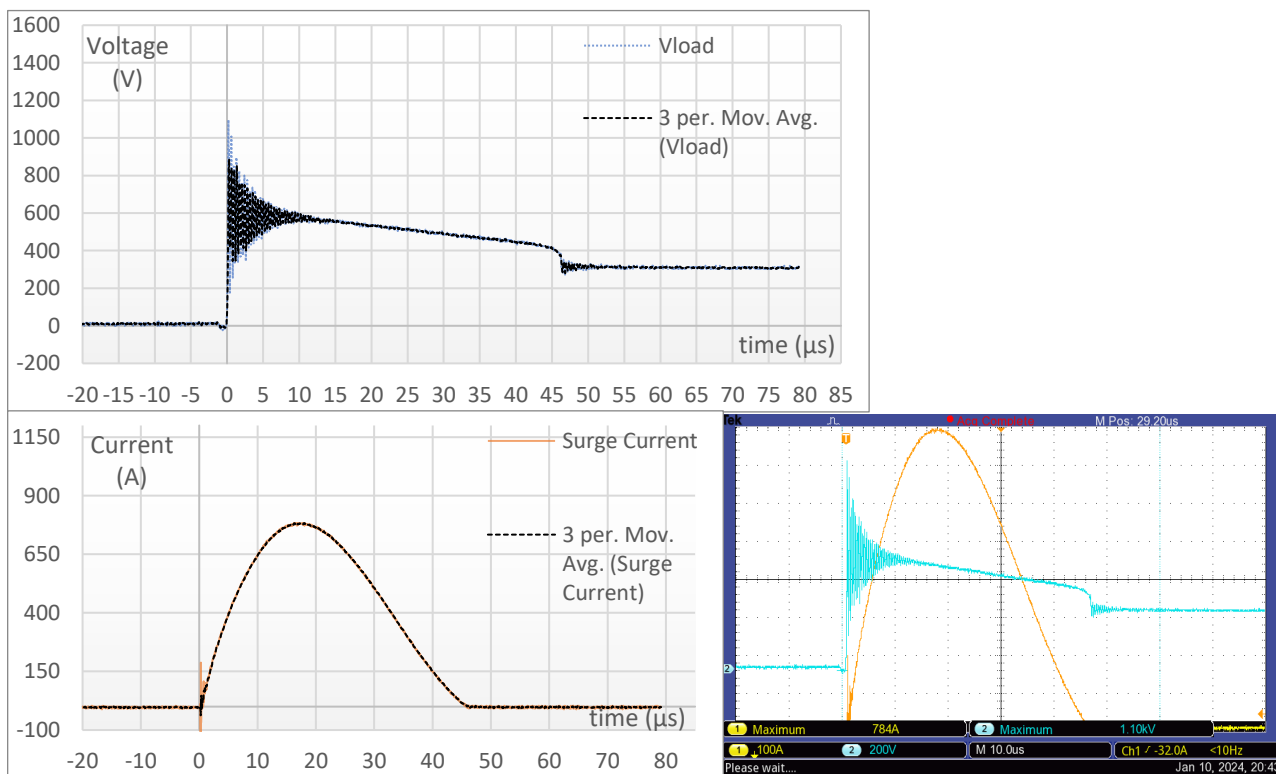 1600
1400
1200
1000
800
600
400
200
0
-200
Voltage
(V)
Vload
3 per. Mov. Avg.
(Vload)
time (µs)
-20 -15 -10 -5 0 5 10 15 20 25 30 35 40 45 50 55 60 65 70 75 80 85
1150
900
650
400
150
-100
Current
(A)
Surge Current
3 per. Mov.
Avg. (Surge
Current)
time (µs)
-20 -10 0 10 20 30 40 50 60 70 80
Tek
M Pos: 29.20us
2
1 Maximum 784A
2 Maximum 1.10kV
1 100A 2 200V M 10.0us Ch1 -32.0A <10Hz
Please wait.... Jan 10, 2024, 20:43